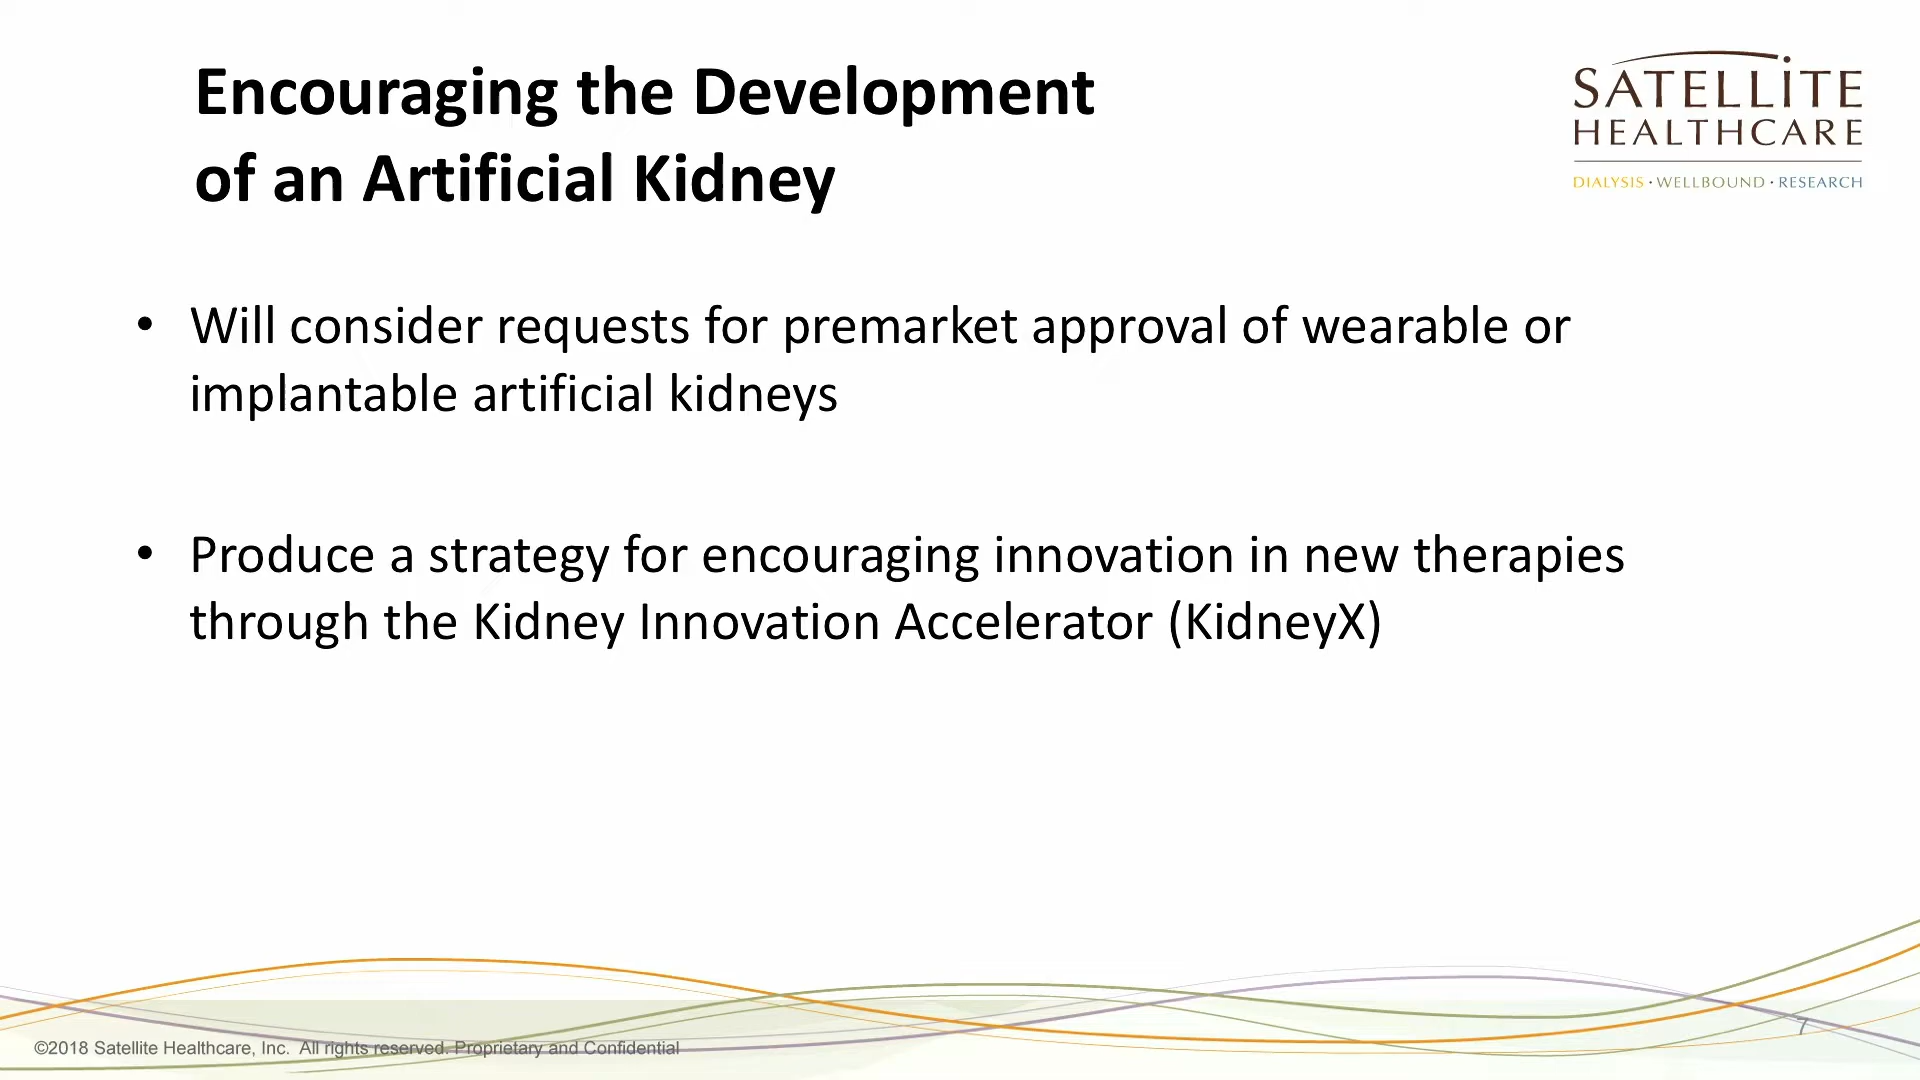 Encouraging the Development
of an Artificial Kidney
SATELLiTE
HEALTHCARE
DIALYSIS · WELLBOUND · RESEARCH
• Will consider requests for premarket approval of wearable or
implantable artificial kidneys
• Produce a strategy for encouraging innovation in new therapies
through the Kidney Innovation Accelerator (KidneyX)
7
©2018 Satellite Healthcare, Inc. All rights reserved. Proprietary and Confidential